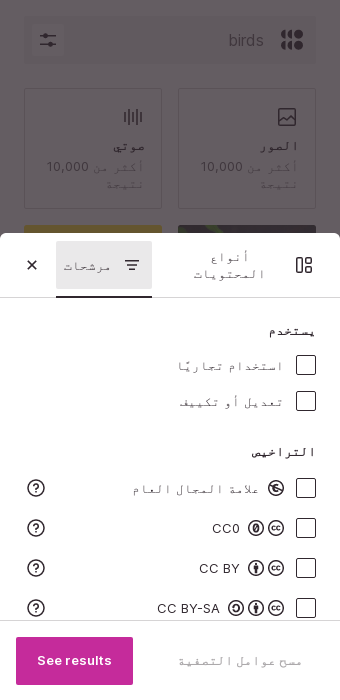 birds
الصور
أكثر من 10,000
نتيجة
صوتي
أكثر من 10,000
نتيجة
أنواع
المحتويات
مرشحات
يستخدم
استخدام تجاريًا
تعديل أو تكييف
التراخيص
علامة المجال العام
CC0
CC BY
CC BY-SA
مسح عوامل التصفية
See results